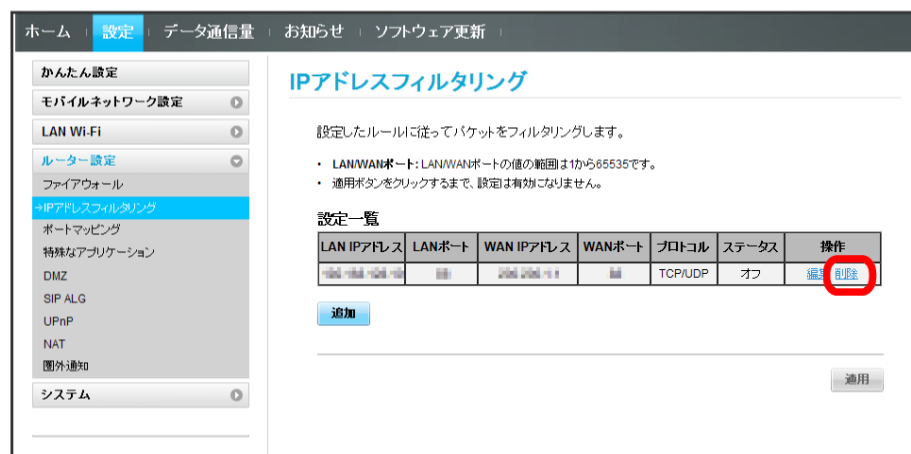 ホーム 設定 データ通信量 お知らせ ソフトウェア更新
かんたん設定
モバイルネットワーク設定
LAN Wi-Fi
ルーター設定
ファイアウォール
→IPアドレスフィルタリング
ポートマッピング
特殊なアプリケーション
DMZ
SIP ALG
UPnP
NAT
圏外通知
システム
IPアドレスフィルタリング
設定したルールに従ってパケットをフィルタリングします。
・ LAN/WANポート: LAN/WANポートの値の範囲は1から65535です。
・ 適用ボタンをクリックするまで、設定は有効になりません。
設定一覧
LAN IPアドレス LANポート WAN IPアドレス WANポート プロトコル ステータス 操作
TCP/UDP オフ 編集 削除
追加
適用